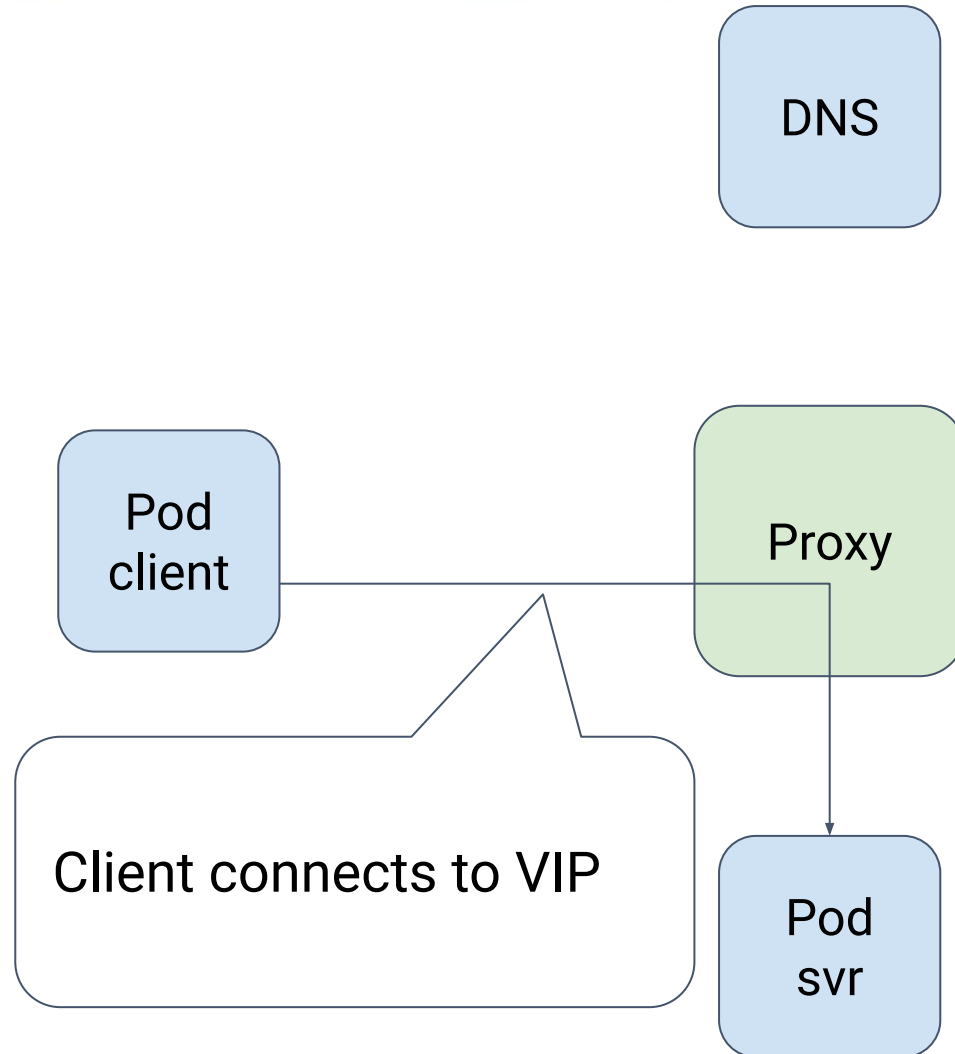 DNS
Pod
client
Proxy
Client connects to VIP
Pod
svr